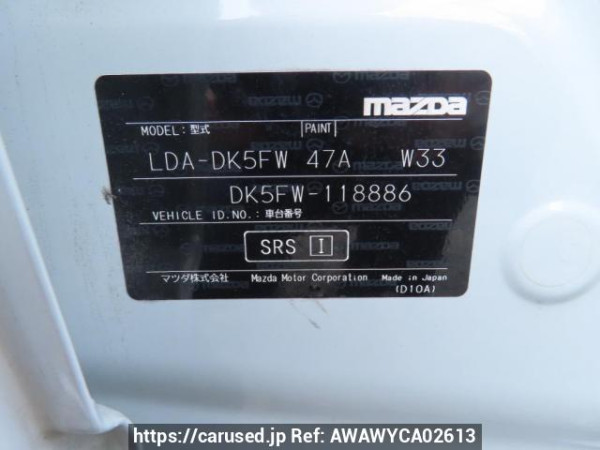 mazda
MODEL: 型式 PAINT
LDA-DK5FW 47A W33
DK5FW-118886
VEHICLE ID.NO.: 車台番号
SRS I
マツダ株式会社 Mazda Motor Corporation Made in Japan
(D10A)
https://carused.jp Ref: AWAWYCA02613